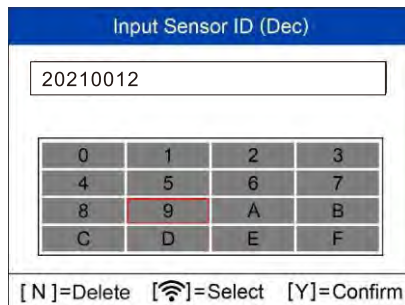 Input Sensor ID (Dec)
20210012
0 1 2 3
4 5 6 7
8 9 A B
C D E F
[ N ]=Delete [ ]=Select [Y]=Confirm